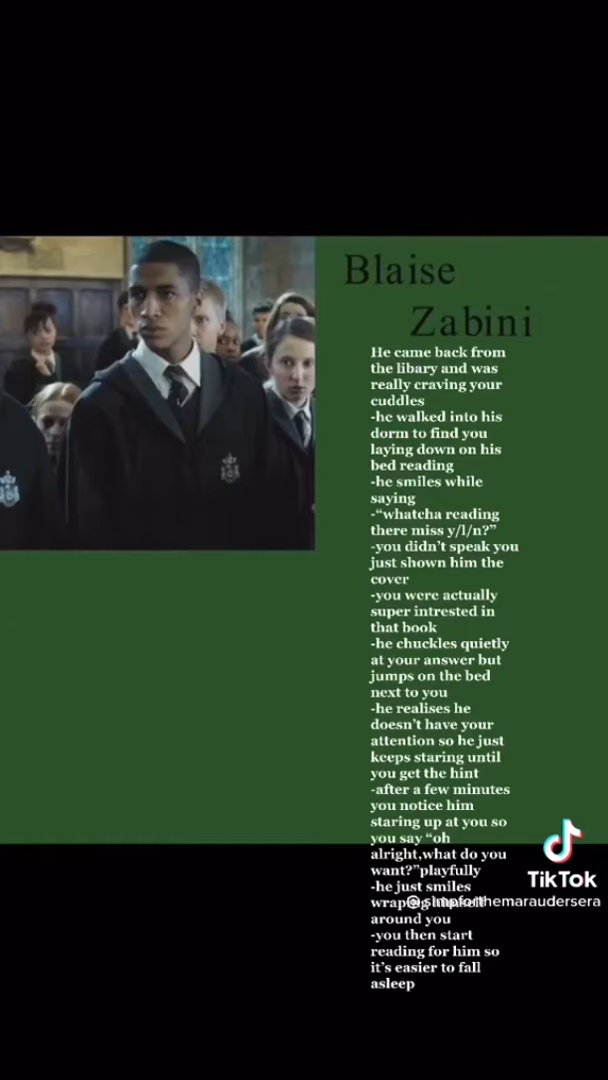 Blaise
Zabini
He came back from
the libary and was
really craving your
cuddles
-he walked into his
dorm to find you
laying down on his
bed reading
-he smiles while
saying
-“whatcha reading
there miss y/l/n?”
-you didn’t speak you
just shown him the
cover
-you were actually
super intrested in
that book
-he chuckles quietly
at your answer but
jumps on the bed
next to you
-he realises he
doesn’t have your
attention so he just
keeps staring until
you get the hint
-after a few minutes
you notice him
staring up at you so
you say “oh
alright,what do you
want?”playfully
-he just smiles
wraping himself
around you
-you then start
reading for him so
it’s easier to fall
asleep
TikTok
@simpforthemaraudersera